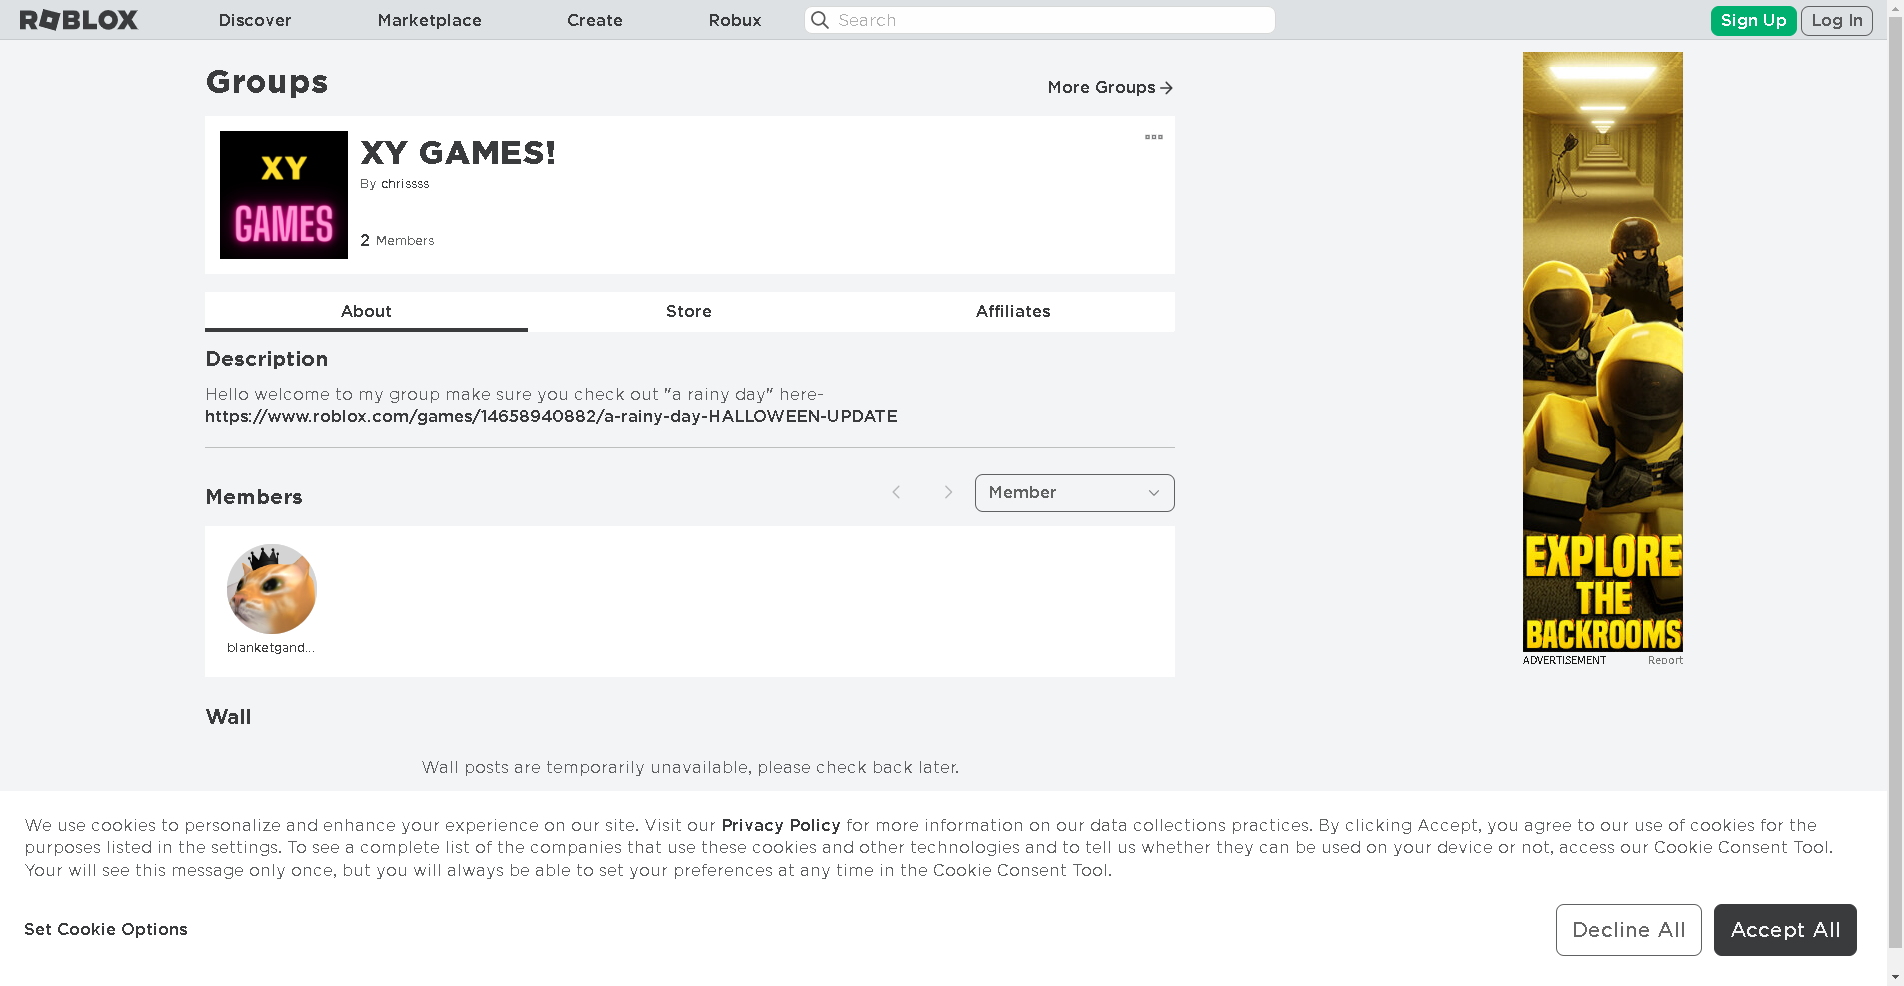 ROBLOX
Discover
Marketplace
Create
Robux
Search
Sign Up
Log In
Groups
More Groups
XY
GAMES
XY GAMES!
By chrissss
2 Members
About
Store
Affiliates
Description
Hello welcome to my group make sure you check out "a rainy day" here-
https://www.roblox.com/games/14658940882/a-rainy-day-HALLOWEEN-UPDATE
Members
Member
blanketgand...
Wall
Wall posts are temporarily unavailable, please check back later.
EXPLORE
THE
BACKROOMS
ADVERTISEMENT
Report
We use cookies to personalize and enhance your experience on our site. Visit our Privacy Policy for more information on our data collections practices. By clicking Accept, you agree to our use of cookies for the
purposes listed in the settings. To see a complete list of the companies that use these cookies and other technologies and to tell us whether they can be used on your device or not, access our Cookie Consent Tool.
Your will see this message only once, but you will always be able to set your preferences at any time in the Cookie Consent Tool.
Set Cookie Options
Decline All
Accept All